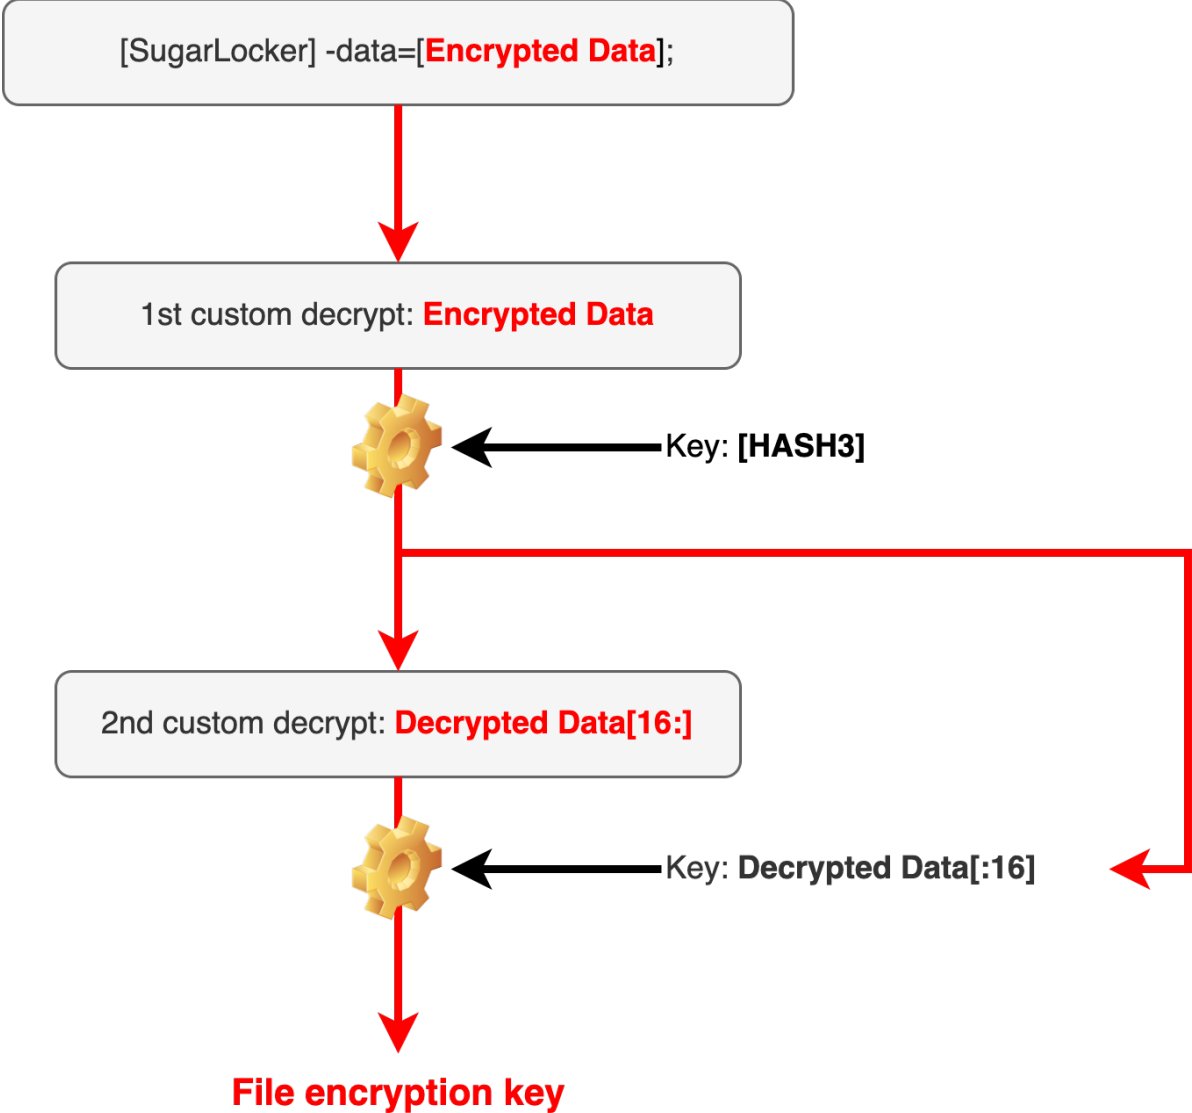 [SugarLocker] -data=[Encrypted Data];
1st custom decrypt: Encrypted Data
Key: [HASH3]
2nd custom decrypt: Decrypted Data[16:]
Key: Decrypted Data[:16]
File encryption key